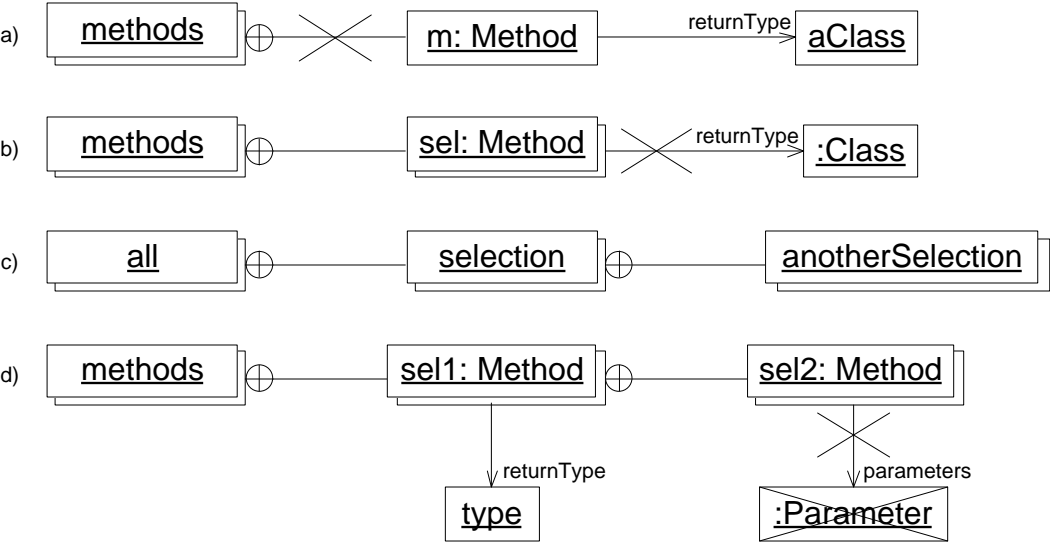 a) methods m: Method returnType aClass
b) methods sel: Method returnType :Class
c) all selection anotherSelection
d) methods sel1: Method sel2: Method
returnType parameters
type :Parameter